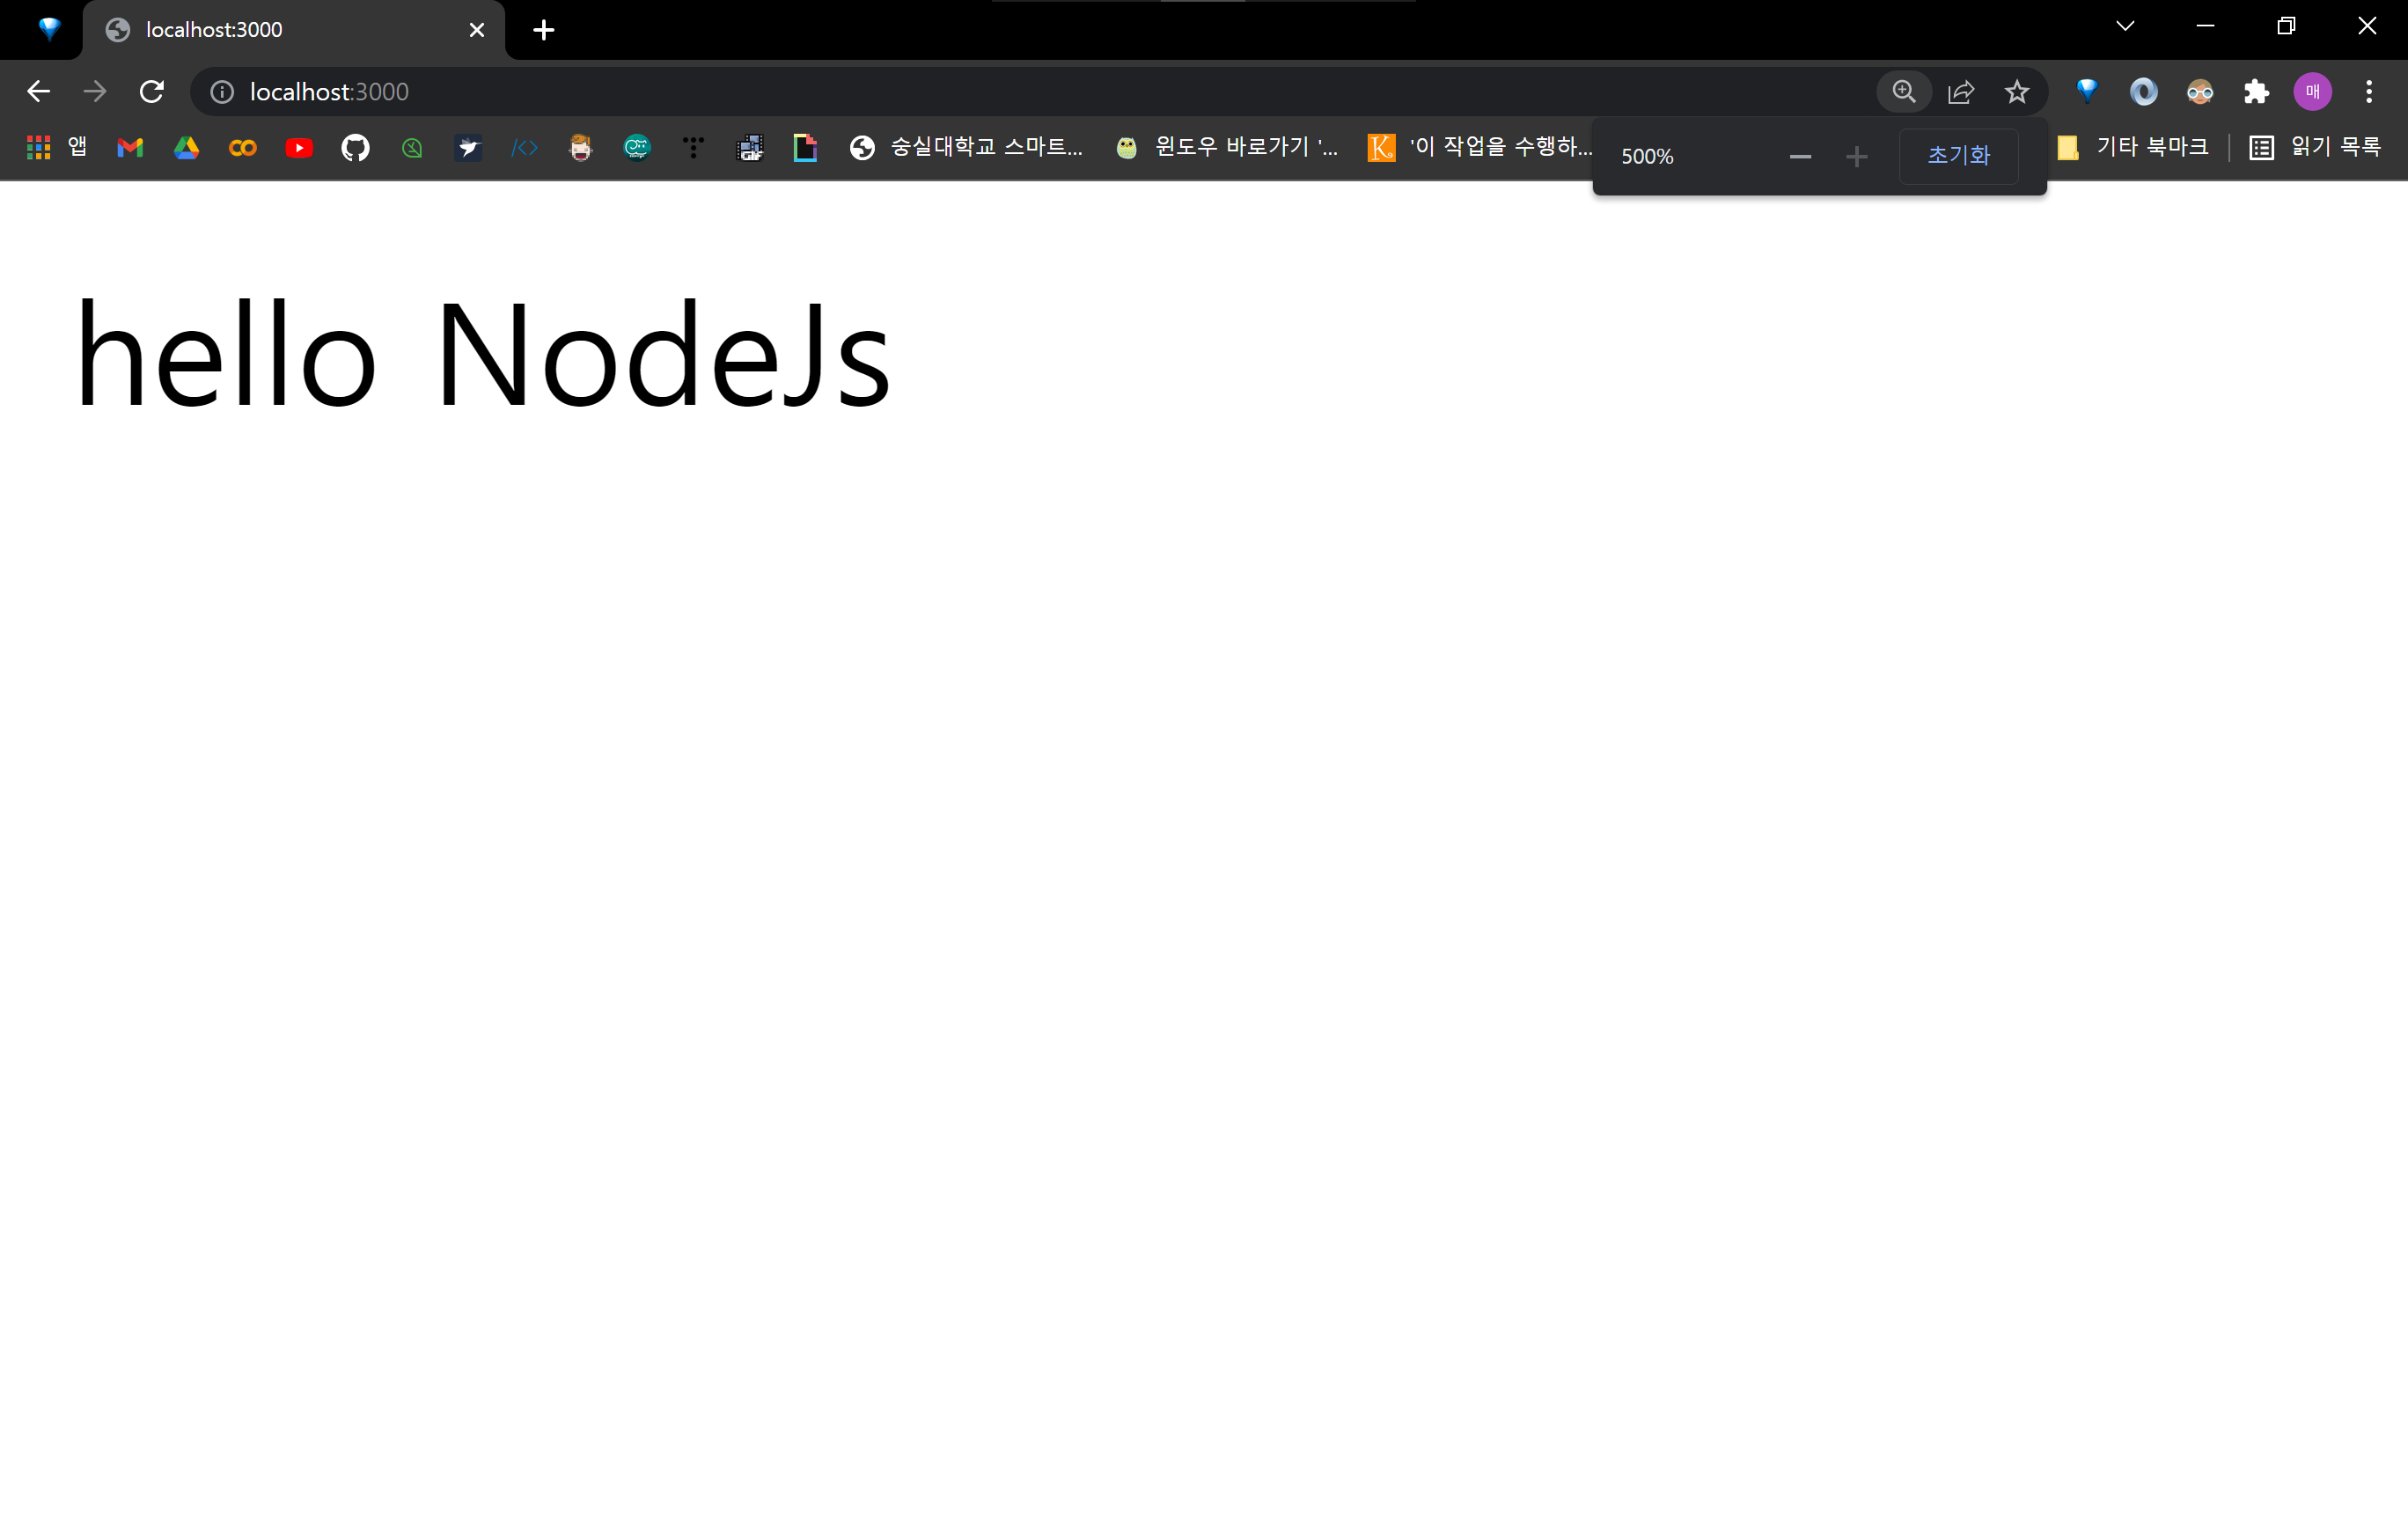 localhost:3000
localhost:3000
매
앱
숭실대학교 스마트...
윈도우 바로가기 '...
'이 작업을 수행하...
500%
초기화
기타 북마크
읽기 목록
hello NodeJs